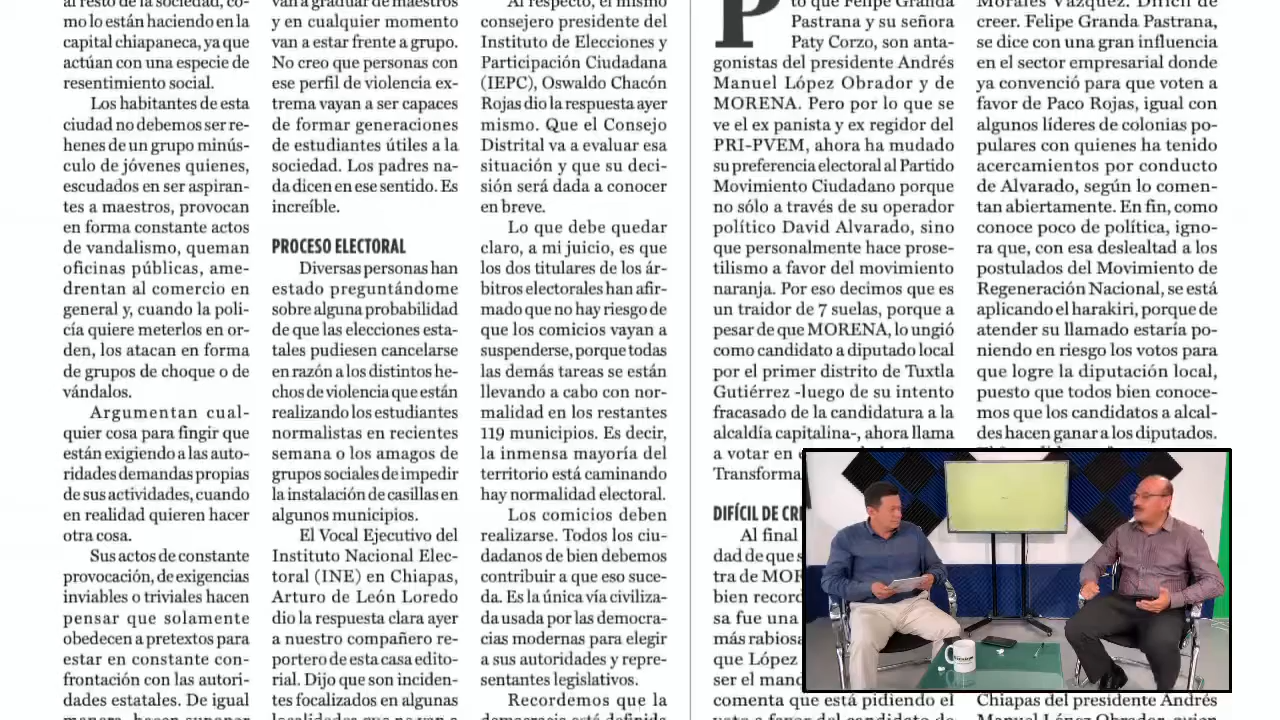 al resto de la sociedad, co-
mo lo están haciendo en la
capital chiapaneca, ya que
actúan con una especie de
resentimiento social.
Los habitantes de esta
ciudad no debemos ser re-
henes de un grupo minús-
culo de jóvenes quienes,
escudados en ser aspiran-
tes a maestros, provocan
en forma constante actos
de vandalismo, queman
oficinas públicas, ame-
drentan al comercio en
general y, cuando la poli-
cía quiere meterlos en or-
den, los atacan en forma
de grupos de choque o de
vándalos.
Argumentan cual-
quier cosa para fingir que
están exigiendo a las auto-
ridades demandas propias
de sus actividades, cuando
en realidad quieren hacer
otra cosa.
Sus actos de constante
provocación, de exigencias
inviables o triviales hacen
pensar que solamente
obedecen a pretextos para
estar en constante con-
frontación con las autori-
dades estatales. De igual
manera, hacen suponer
van a graduar de maestros
y en cualquier momento
van a estar frente a grupo.
No creo que personas con
ese perfil de violencia ex-
trema vayan a ser capaces
de formar generaciones
de estudiantes útiles a la
sociedad. Los padres na-
da dicen en ese sentido. Es
increíble.
PROCESO ELECTORAL
Diversas personas han
estado preguntándome
sobre alguna probabilidad
de que las elecciones esta-
tales pudiesen cancelarse
en razón a los distintos he-
chos de violencia que están
realizando los estudiantes
normalistas en recientes
semana o los amagos de
grupos sociales de impedir
la instalación de casillas en
algunos municipios.
El Vocal Ejecutivo del
Instituto Nacional Elec-
toral (INE) en Chiapas,
Arturo de León Loredo
dio la respuesta clara ayer
a nuestro compañero re-
portero de esta casa edito-
rial. Dijo que son inciden-
tes focalizados en algunas
localidades que no van a
Al respecto, el mismo
consejero presidente del
Instituto de Elecciones y
Participación Ciudadana
(IEPC), Oswaldo Chacón
Rojas dio la respuesta ayer
mismo. Que el Consejo
Distrital va a evaluar esa
situación y que su deci-
sión será dada a conocer
en breve.
Lo que debe quedar
claro, a mi juicio, es que
los dos titulares de los ár-
bitros electorales han afir-
mado que no hay riesgo de
que los comicios vayan a
suspenderse, porque todas
las demás tareas se están
llevando a cabo con nor-
malidad en los restantes
119 municipios. Es decir,
la inmensa mayoría del
territorio está caminando
hay normalidad electoral.
Los comicios deben
realizarse. Todos los ciu-
dadanos de bien debemos
contribuir a que eso suce-
da. Es la única vía civiliza-
da usada por las democra-
cias modernas para elegir
a sus autoridades y repre-
sentantes legislativos.
Recordemos que la
democracia está definida
P
to que Felipe Granda
Pastrana y su señora
Paty Corzo, son anta-
gonistas del presidente Andrés
Manuel López Obrador y de
MORENA. Pero por lo que se
ve el ex panista y ex regidor del
PRI-PVEM, ahora ha mudado
su preferencia electoral al Partido
Movimiento Ciudadano porque
no sólo a través de su operador
político David Alvarado, sino
que personalmente hace prose-
tilismo a favor del movimiento
naranja. Por eso decimos que es
un traidor de 7 suelas, porque a
pesar de que MORENA, lo ungió
como candidato a diputado local
por el primer distrito de Tuxtla
Gutiérrez -luego de su intento
fracasado de la candidatura a la
alcaldía capitalina-, ahora llama
a votar en
Transforma
DIFÍCIL DE CRE
Al final
dad de que s
tra de MOR
bien record
sa fue una
más rabiosa
que López
ser el mand
comenta que está pidiendo el
voto a favor del candidato de
Morales Vázquez. Difícil de
creer. Felipe Granda Pastrana,
se dice con una gran influencia
en el sector empresarial donde
ya convenció para que voten a
favor de Paco Rojas, igual con
algunos líderes de colonias po-
pulares con quienes ha tenido
acercamientos por conducto
de Alvarado, según lo comen-
tan abiertamente. En fin, como
conoce poco de política, igno-
ra que, con esa deslealtad a los
postulados del Movimiento de
Regeneración Nacional, se está
aplicando el harakiri, porque de
atender su llamado estaría po-
niendo en riesgo los votos para
que logre la diputación local,
puesto que todos bien conoce-
mos que los candidatos a alcal-
des hacen ganar a los diputados.
Chiapas del presidente Andrés
Manuel López Obrador, quien